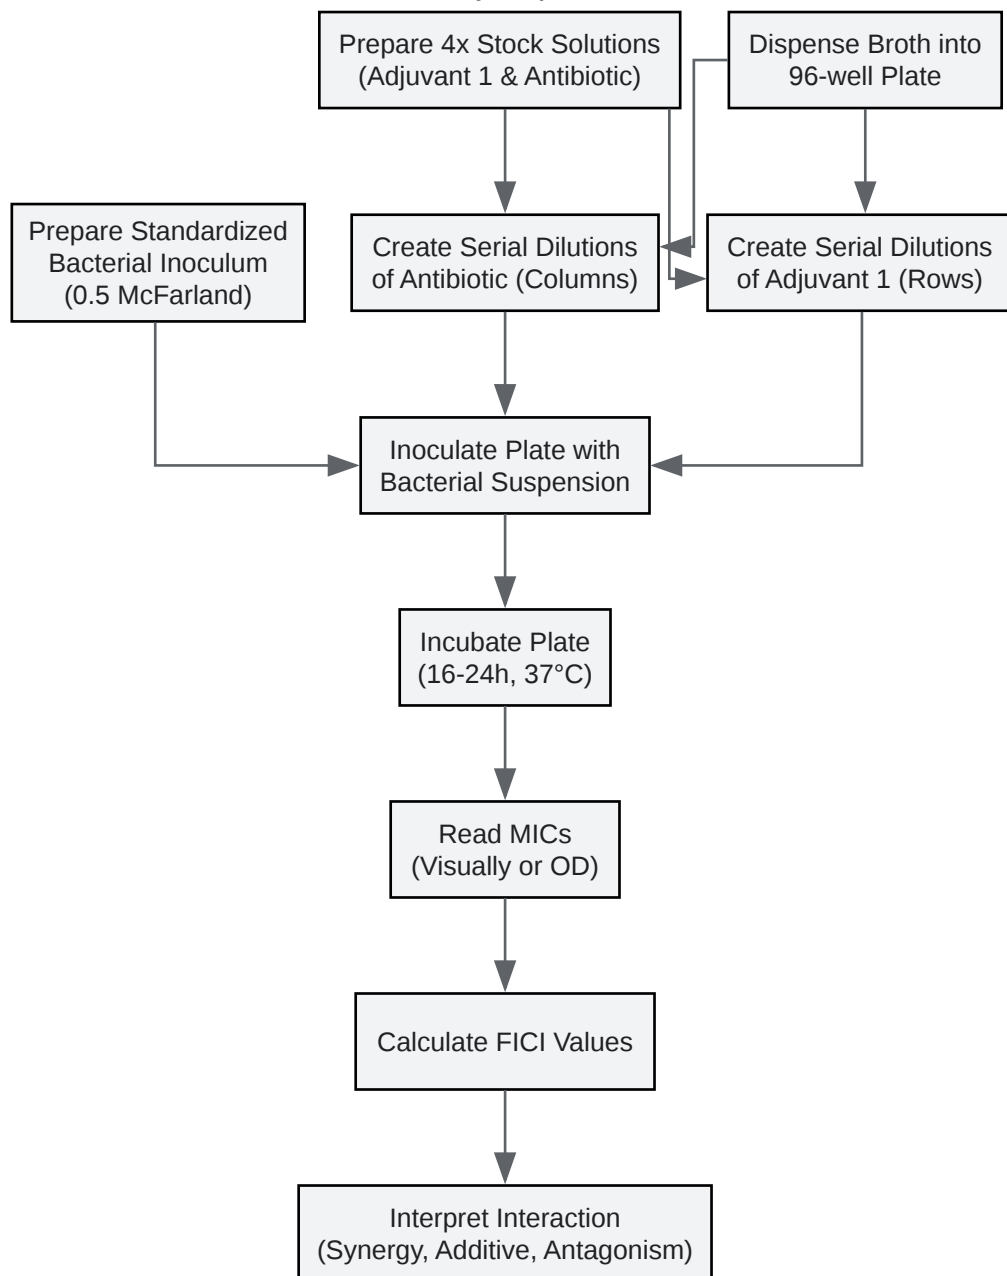 Prepare 4x Stock Solutions
(Adjuvant 1 & Antibiotic)
Dispense Broth into
96-well Plate
Prepare Standardized
Bacterial Inoculum
(0.5 McFarland)
Create Serial Dilutions
of Antibiotic (Columns)
Create Serial Dilutions
of Adjuvant 1 (Rows)
Inoculate Plate with
Bacterial Suspension
Incubate Plate
(16-24h, 37°C)
Read MICs
(Visually or OD)
Calculate FICI Values
Interpret Interaction
(Synergy, Additive, Antagonism)